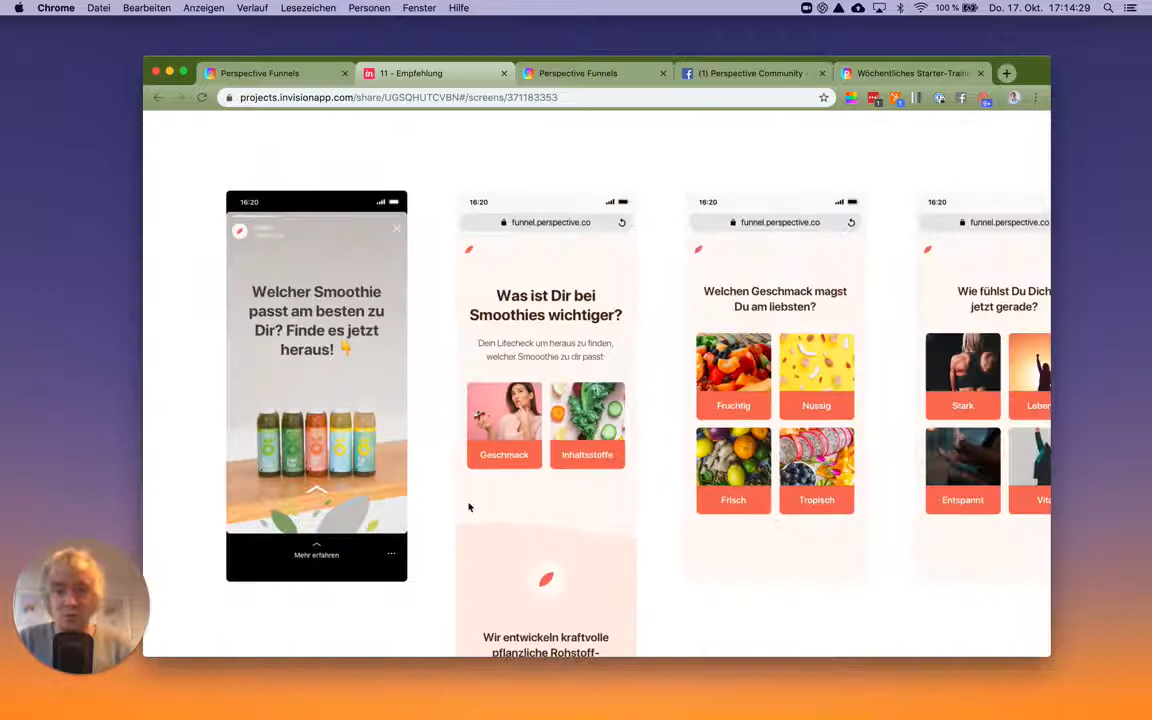 Chrome Datei Bearbeiten Anzeigen Verlauf Lesezeichen Personen Fenster Hilfe
100 % Do. 17. Okt. 17:14:29
Perspective Funnels
11 - Empfehlung
Perspective Funnels
(1) Perspective Community -
Wöchentliches Starter-Traini
projects.invisionapp.com/share/UGSQHUTCVBN#/screens/371183353
16:20
Welcher Smoothie
passt am besten zu
Dir? Finde es jetzt
heraus! 👇
Mehr erfahren
16:20
funnel.perspective.co
Was ist Dir bei
Smoothies wichtiger?
Dein Lifecheck um heraus zu finden,
welcher Smooothie zu dir passt
Geschmack
Inhaltsstoffe
Wir entwickeln kraftvolle
pflanzliche Rohstoff-
16:20
funnel.perspective.co
Welchen Geschmack magst
Du am liebsten?
Fruchtig
Nussig
Frisch
Tropisch
16:20
funnel.perspective.co
Wie fühlst Du Dich
jetzt gerade?
Stark
Leben
Entspannt
Vita